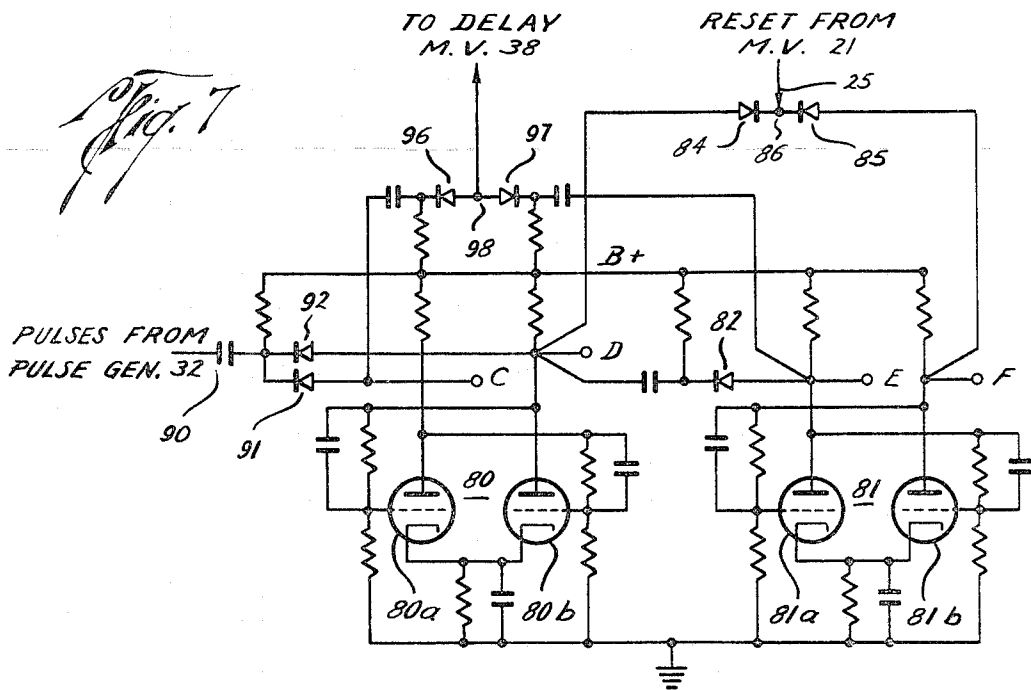 TO DELAY
M. V. 38
RESET FROM
M. V. 21
Fig. 7
25
96
97
84
86
85
98
B+
92
PULSES FROM
PULSE GEN. 32
D
82
C
E
F
90
91
80
81
80a
80b
81a
81b